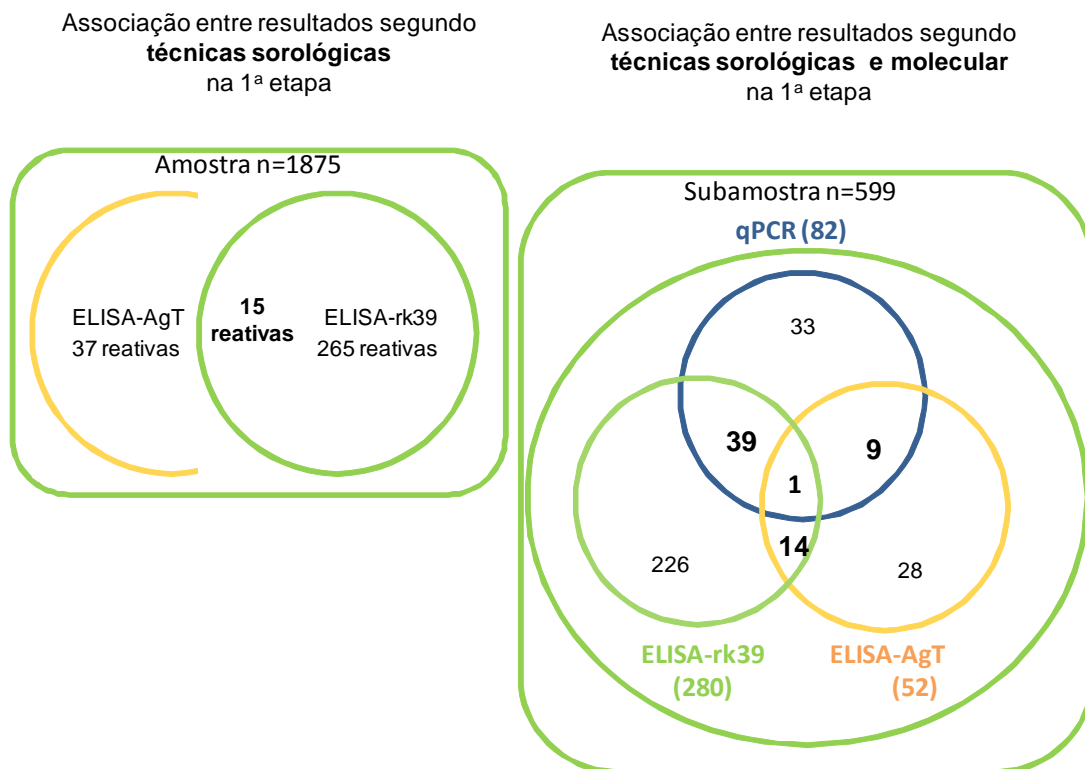 Associação entre resultados segundo
técnicas sorológicas
na 1ª etapa
Amostra n=1875
ELISA-AgT
37 reativas
15
reativas
ELISA-rk39
265 reativas
Associação entre resultados segundo
técnicas sorológicas e molecular
na 1ª etapa
Subamostra n=599
qPCR (82)
33
39
9
1
14
226
28
ELISA-rk39
(280)
ELISA-AgT
(52)